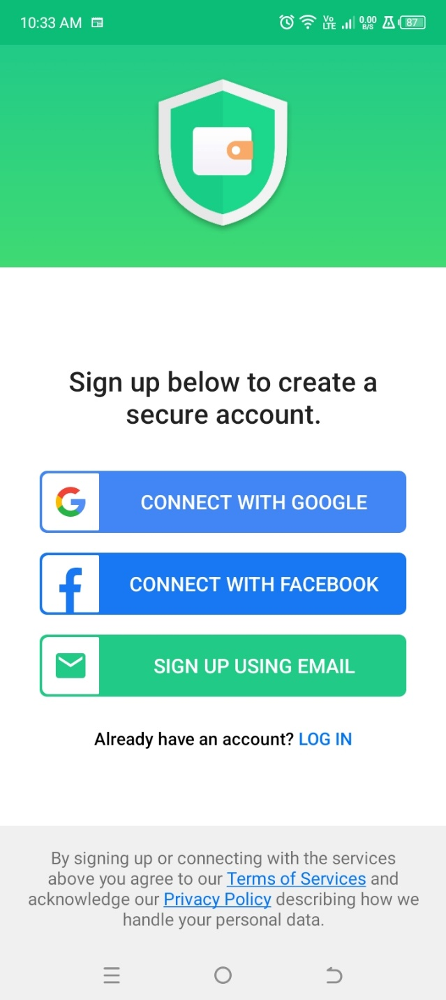 10:33 AM Vo LTE 0.00 B/S 87
Sign up below to create a
secure account.
CONNECT WITH GOOGLE
CONNECT WITH FACEBOOK
SIGN UP USING EMAIL
Already have an account? LOG IN
By signing up or connecting with the services
above you agree to our Terms of Services and
acknowledge our Privacy Policy describing how we
handle your personal data.